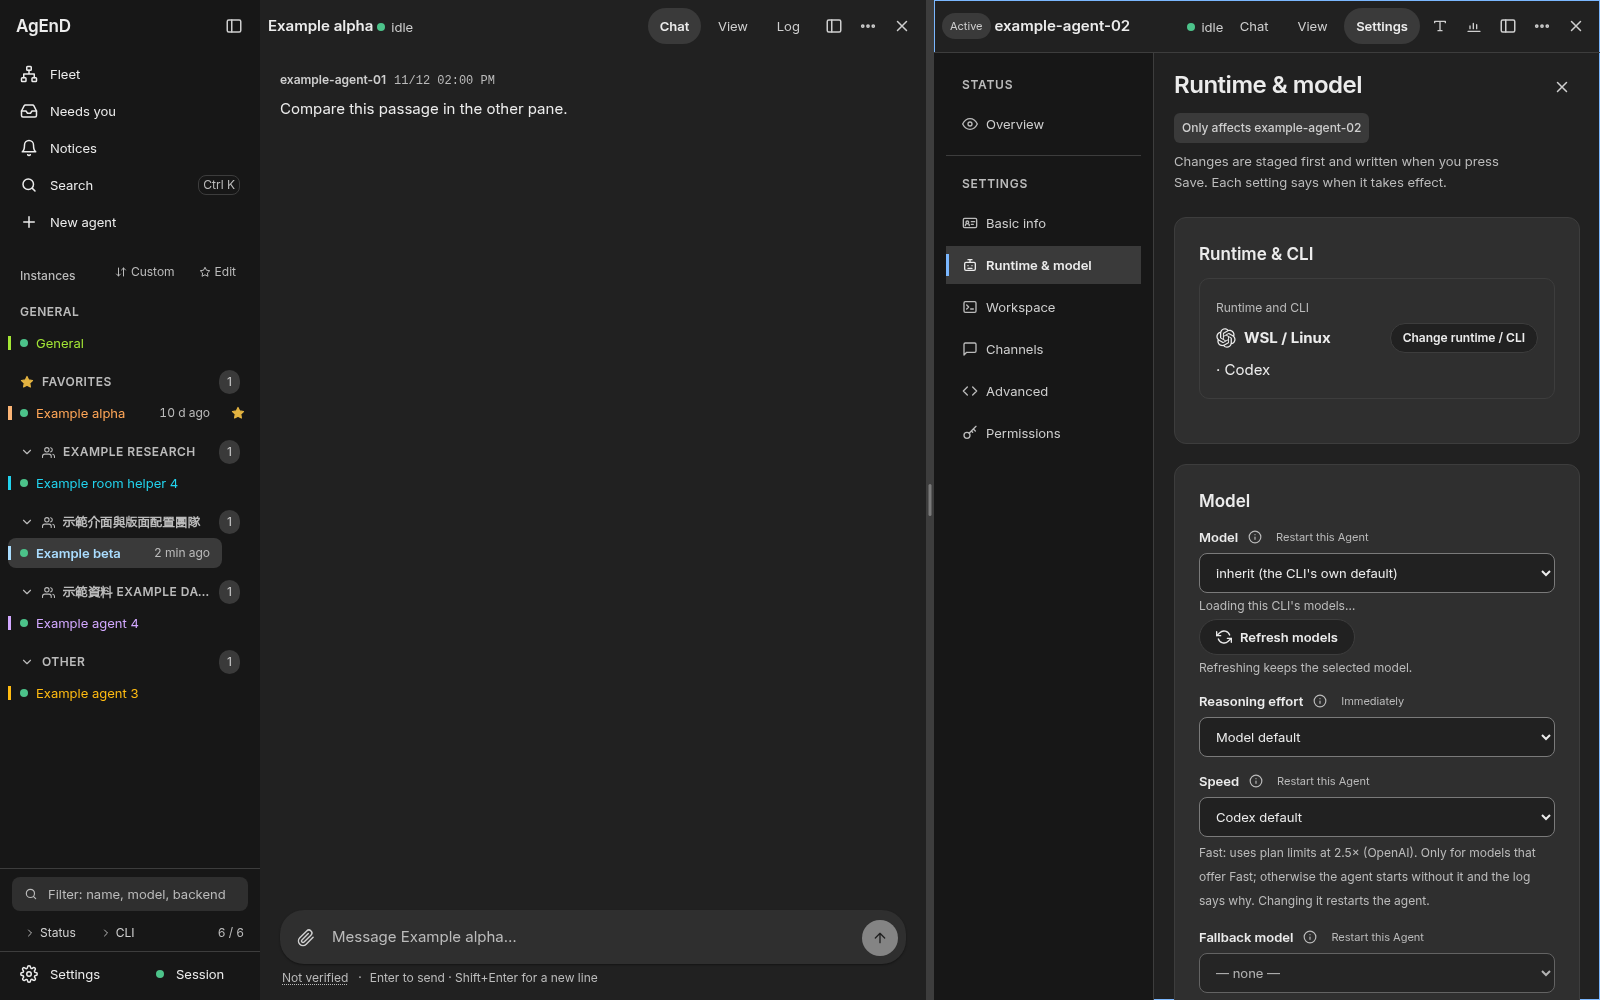 AgEnD
Fleet
Needs you
Notices
Search Ctrl K
New agent
Instances Custom Edit
GENERAL
General
FAVORITES 1
Example alpha 10 d ago
EXAMPLE RESEARCH 1
Example room helper 4
示範介面與版面配置團隊 1
Example beta 2 min ago
示範資料 EXAMPLE DA... 1
Example agent 4
OTHER 1
Example agent 3
Filter: name, model, backend
Status CLI 6 / 6
Settings Session
Example alpha idle Chat View Log
example-agent-01 11/12 02:00 PM
Compare this passage in the other pane.
Message Example alpha...
Not verified · Enter to send · Shift+Enter for a new line
Active example-agent-02 idle Chat View Settings
STATUS
Overview
SETTINGS
Basic info
Runtime & model
Workspace
Channels
Advanced
Permissions
Runtime & model
Only affects example-agent-02
Changes are staged first and written when you press
Save. Each setting says when it takes effect.
Runtime & CLI
Runtime and CLI
WSL / Linux Change runtime / CLI
· Codex
Model
Model Restart this Agent
inherit (the CLI's own default)
Loading this CLI's models...
Refresh models
Refreshing keeps the selected model.
Reasoning effort Immediately
Model default
Speed Restart this Agent
Codex default
Fast: uses plan limits at 2.5× (OpenAI). Only for models that
offer Fast; otherwise the agent starts without it and the log
says why. Changing it restarts the agent.
Fallback model Restart this Agent
— none —